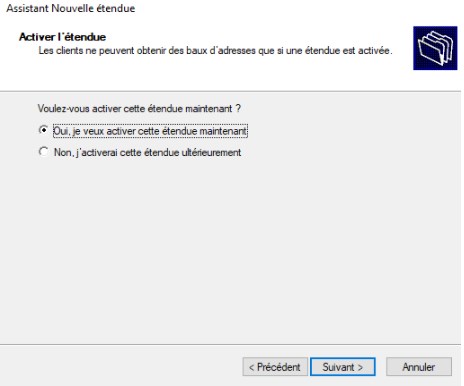 Assistant Nouvelle étendue
Activer l'étendue
Les clients ne peuvent obtenir des baux d'adresses que si une étendue est activée.
Voulez-vous activer cette étendue maintenant ?
Oui, je veux activer cette étendue maintenant
Non, j'activerai cette étendue ultérieurement
< Précédent
Suivant >
Annuler